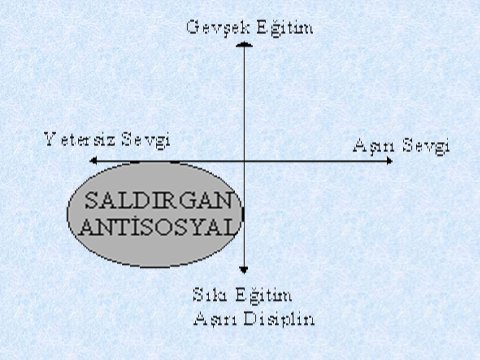 Gevşek Eğitim
Yetersiz Sevgi
Aşırı Sevgi
SALDIRGAN
ANTİSOSYAL
Sıkı Eğitim
Aşırı Disiplin